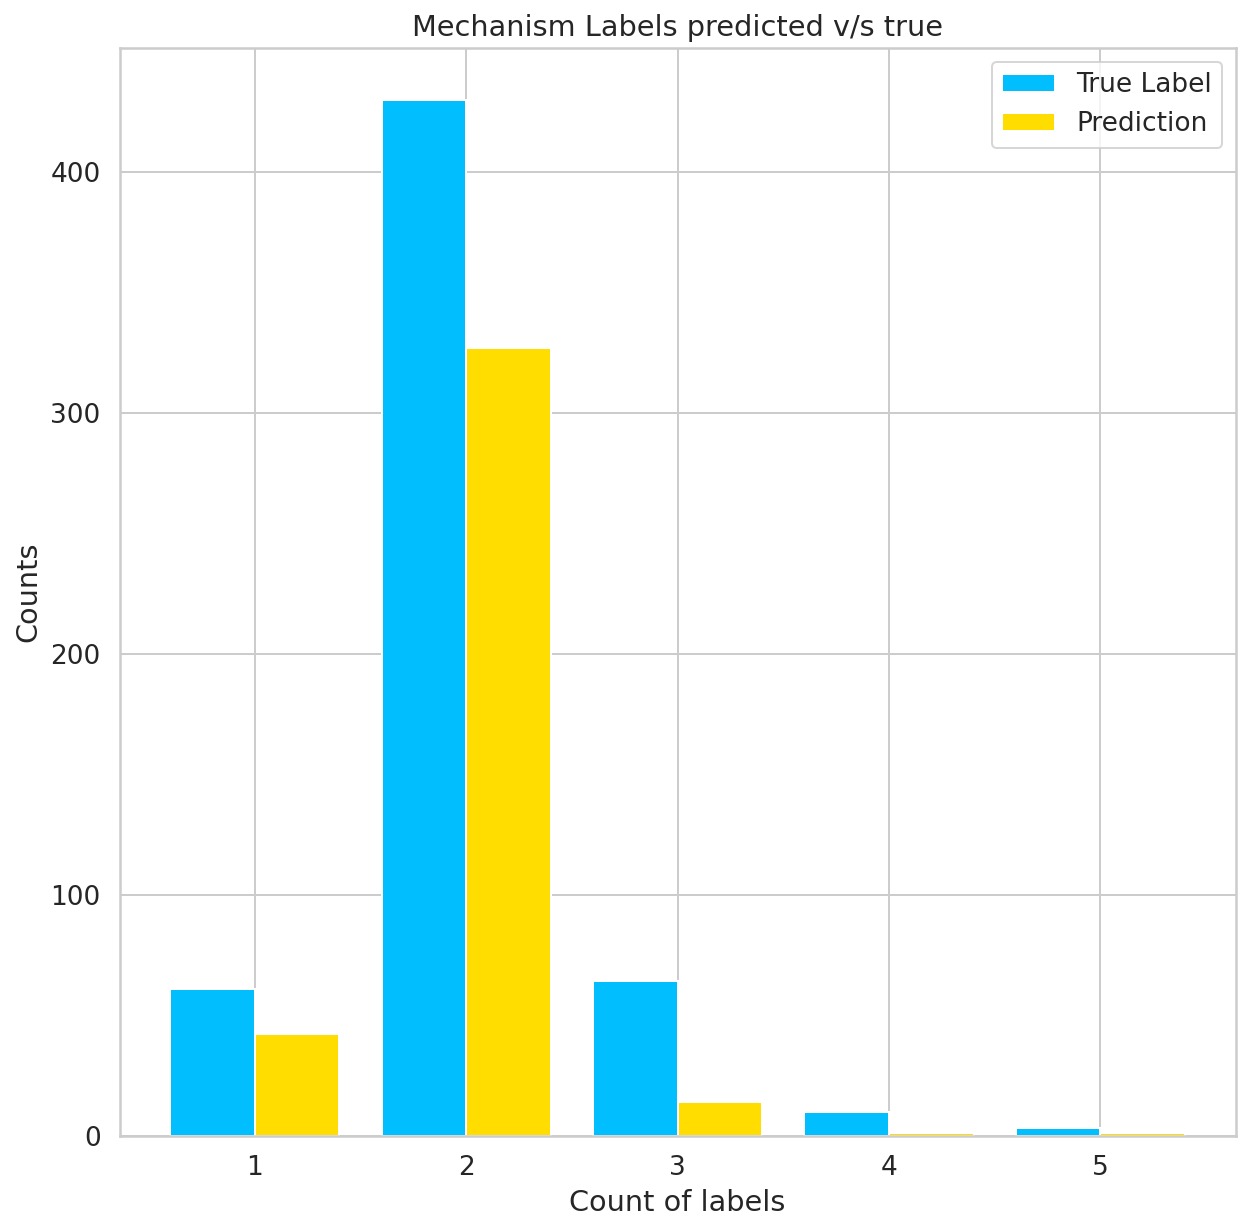 Mechanism Labels predicted v/s true
True Label
Prediction
400
300
200
100
0
Counts
1 2 3 4 5
Count of labels